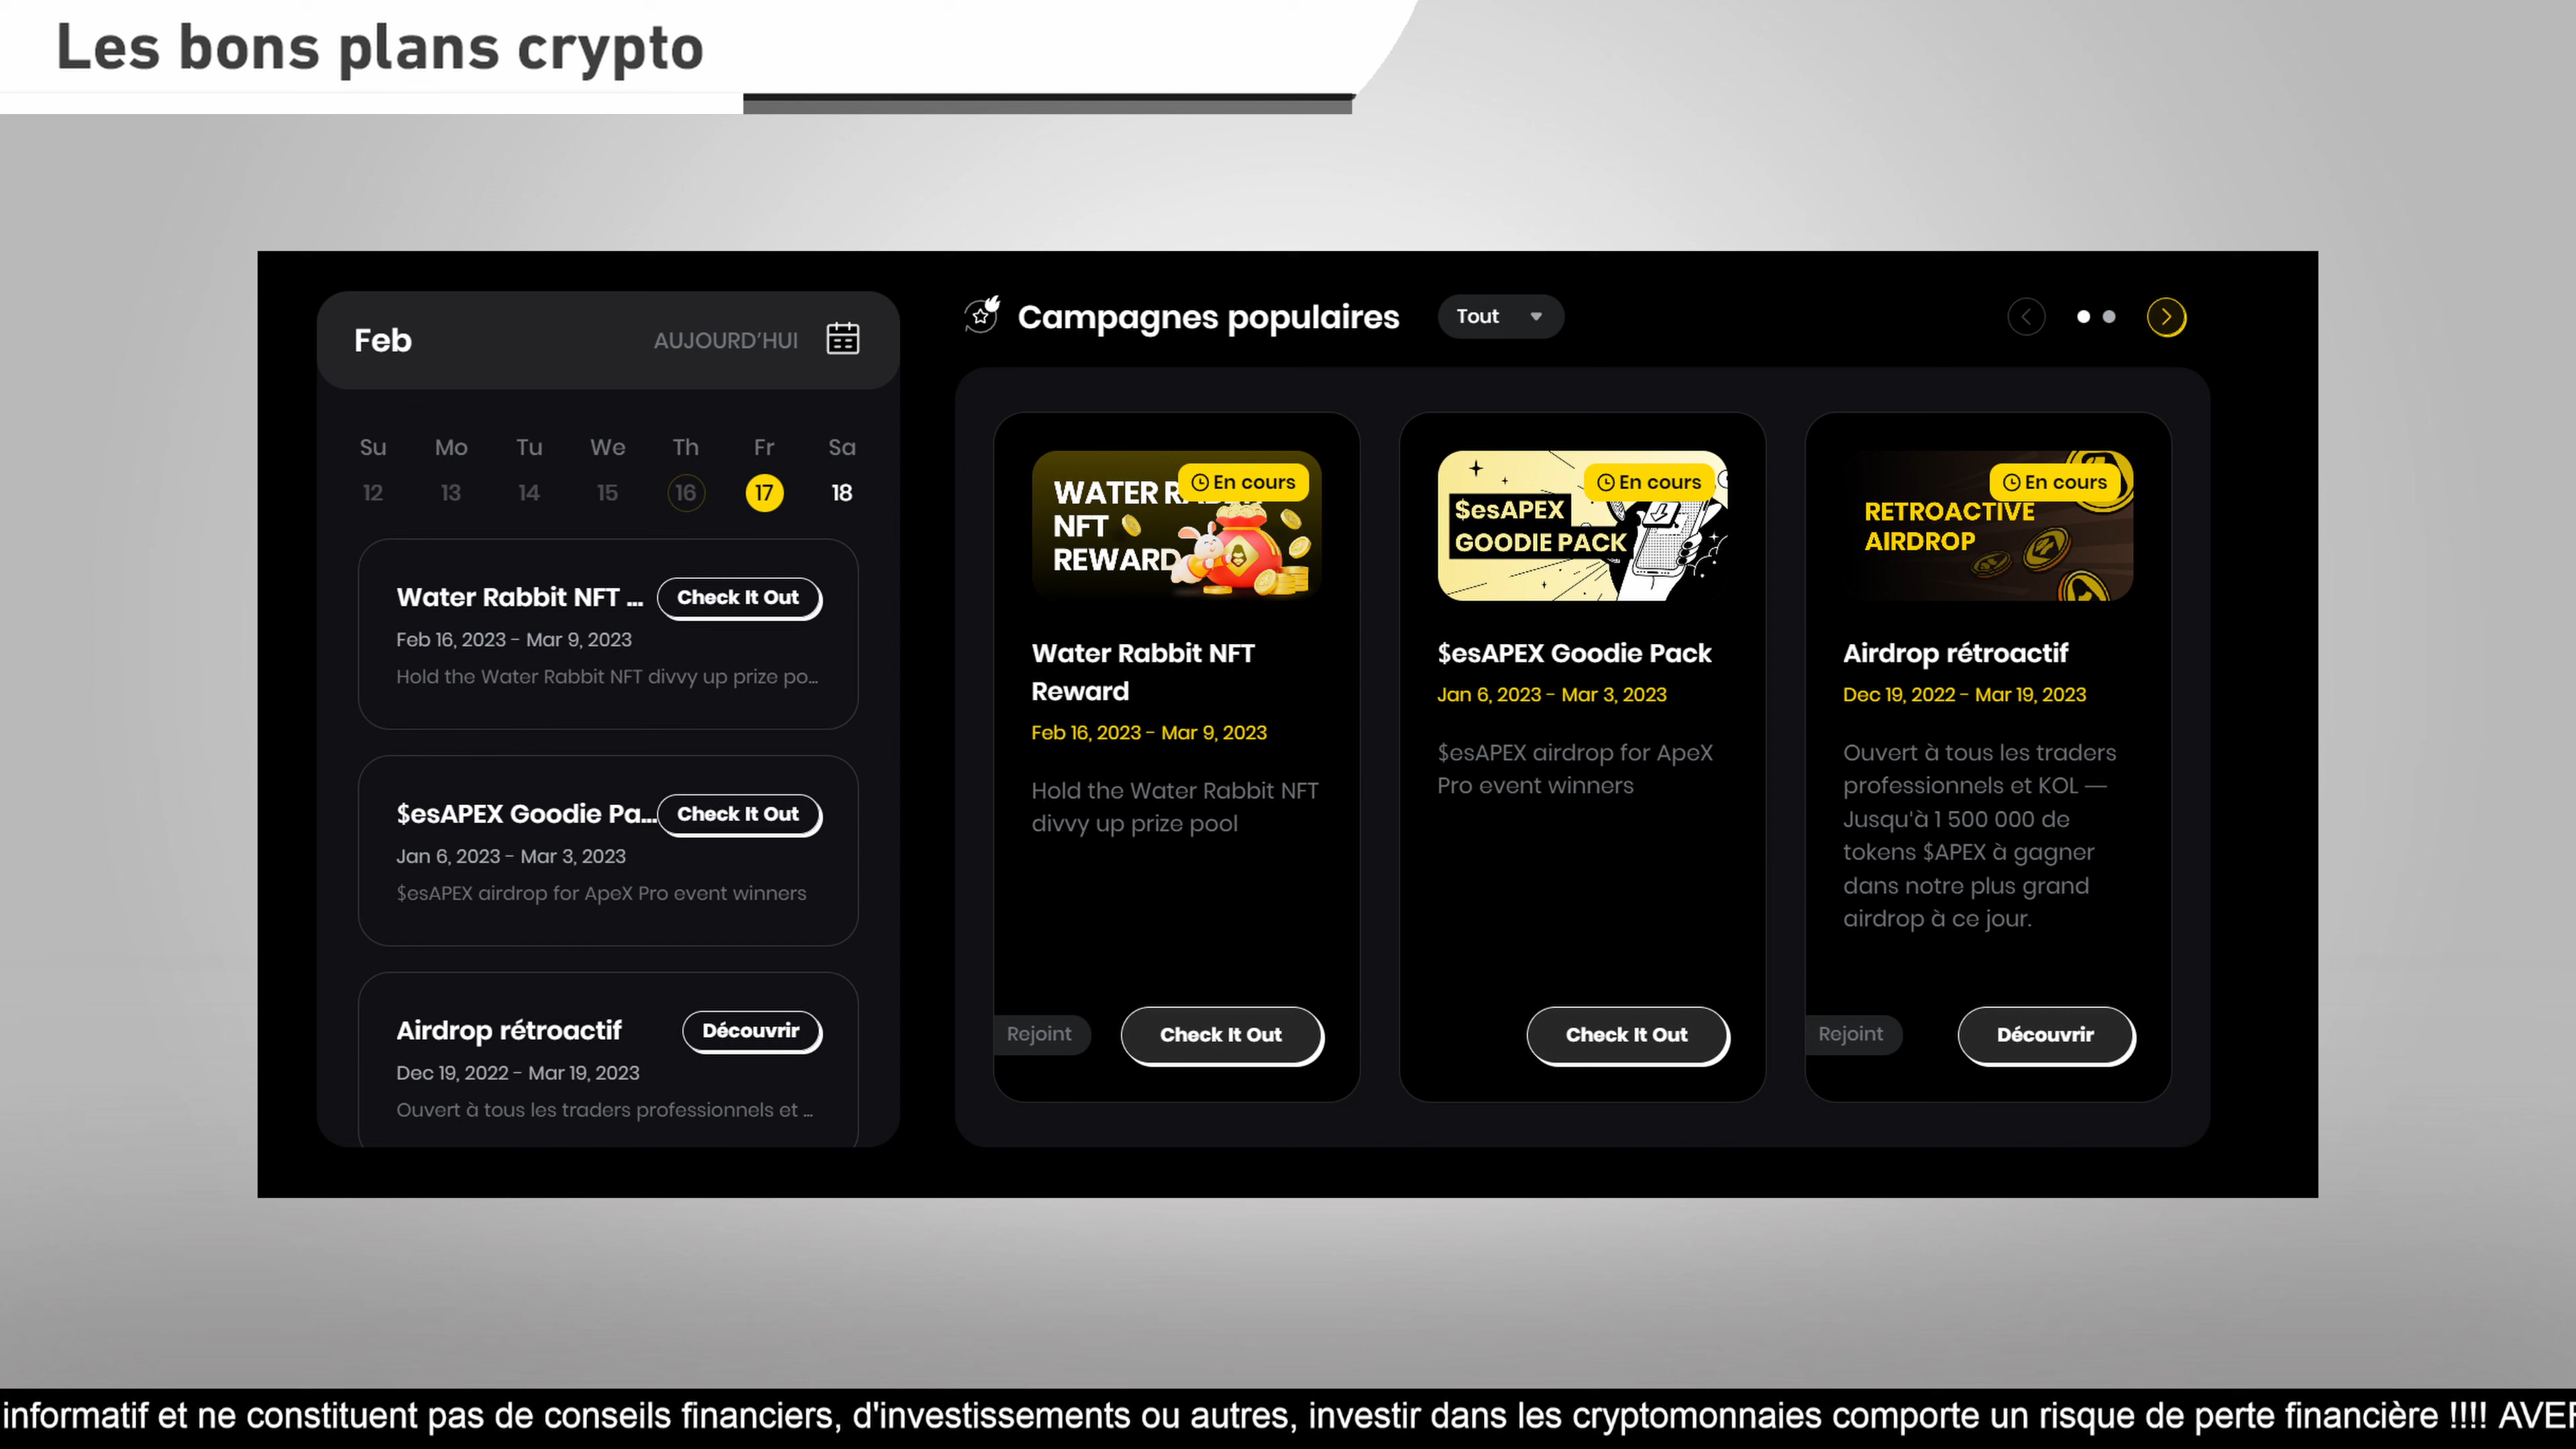 Les bons plans crypto
Feb
AUJOURD'HUI
Su Mo Tu We Th Fr Sa
12 13 14 15 16 17 18
Water Rabbit NFT ...
Check It Out
Feb 16, 2023 - Mar 9, 2023
Hold the Water Rabbit NFT divvy up prize po...
$esAPEX Goodie Pa...
Check It Out
Jan 6, 2023 - Mar 3, 2023
$esAPEX airdrop for ApeX Pro event winners
Airdrop rétroactif
Découvrir
Dec 19, 2022 - Mar 19, 2023
Ouvert à tous les traders professionnels et ...
Campagnes populaires
Tout
En cours
WATER
NFT
REWARD
Water Rabbit NFT
Reward
Feb 16, 2023 - Mar 9, 2023
Hold the Water Rabbit NFT
divvy up prize pool
Rejoint
Check It Out
En cours
$esAPEX
GOODIE PACK
$esAPEX Goodie Pack
Jan 6, 2023 - Mar 3, 2023
$esAPEX airdrop for ApeX
Pro event winners
Check It Out
En cours
RETROACTIVE
AIRDROP
Airdrop rétroactif
Dec 19, 2022 - Mar 19, 2023
Ouvert à tous les traders
professionnels et KOL —
Jusqu'à 1 500 000 de
tokens $APEX à gagner
dans notre plus grand
airdrop à ce jour.
Rejoint
Découvrir
informatif et ne constituent pas de conseils financiers, d'investissements ou autres, investir dans les cryptomonnaies comporte un risque de perte financière !!!!